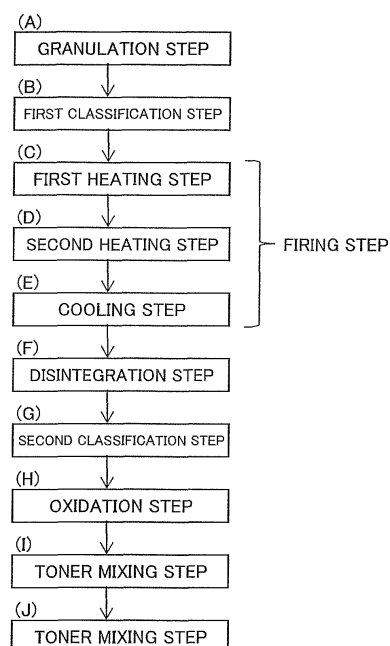 (A)
GRANULATION STEP
(B)
FIRST CLASSIFICATION STEP
(C)
FIRST HEATING STEP
(D)
SECOND HEATING STEP
FIRING STEP
(E)
COOLING STEP
(F)
DISINTEGRATION STEP
(G)
SECOND CLASSIFICATION STEP
(H)
OXIDATION STEP
(I)
TONER MIXING STEP
(J)
TONER MIXING STEP